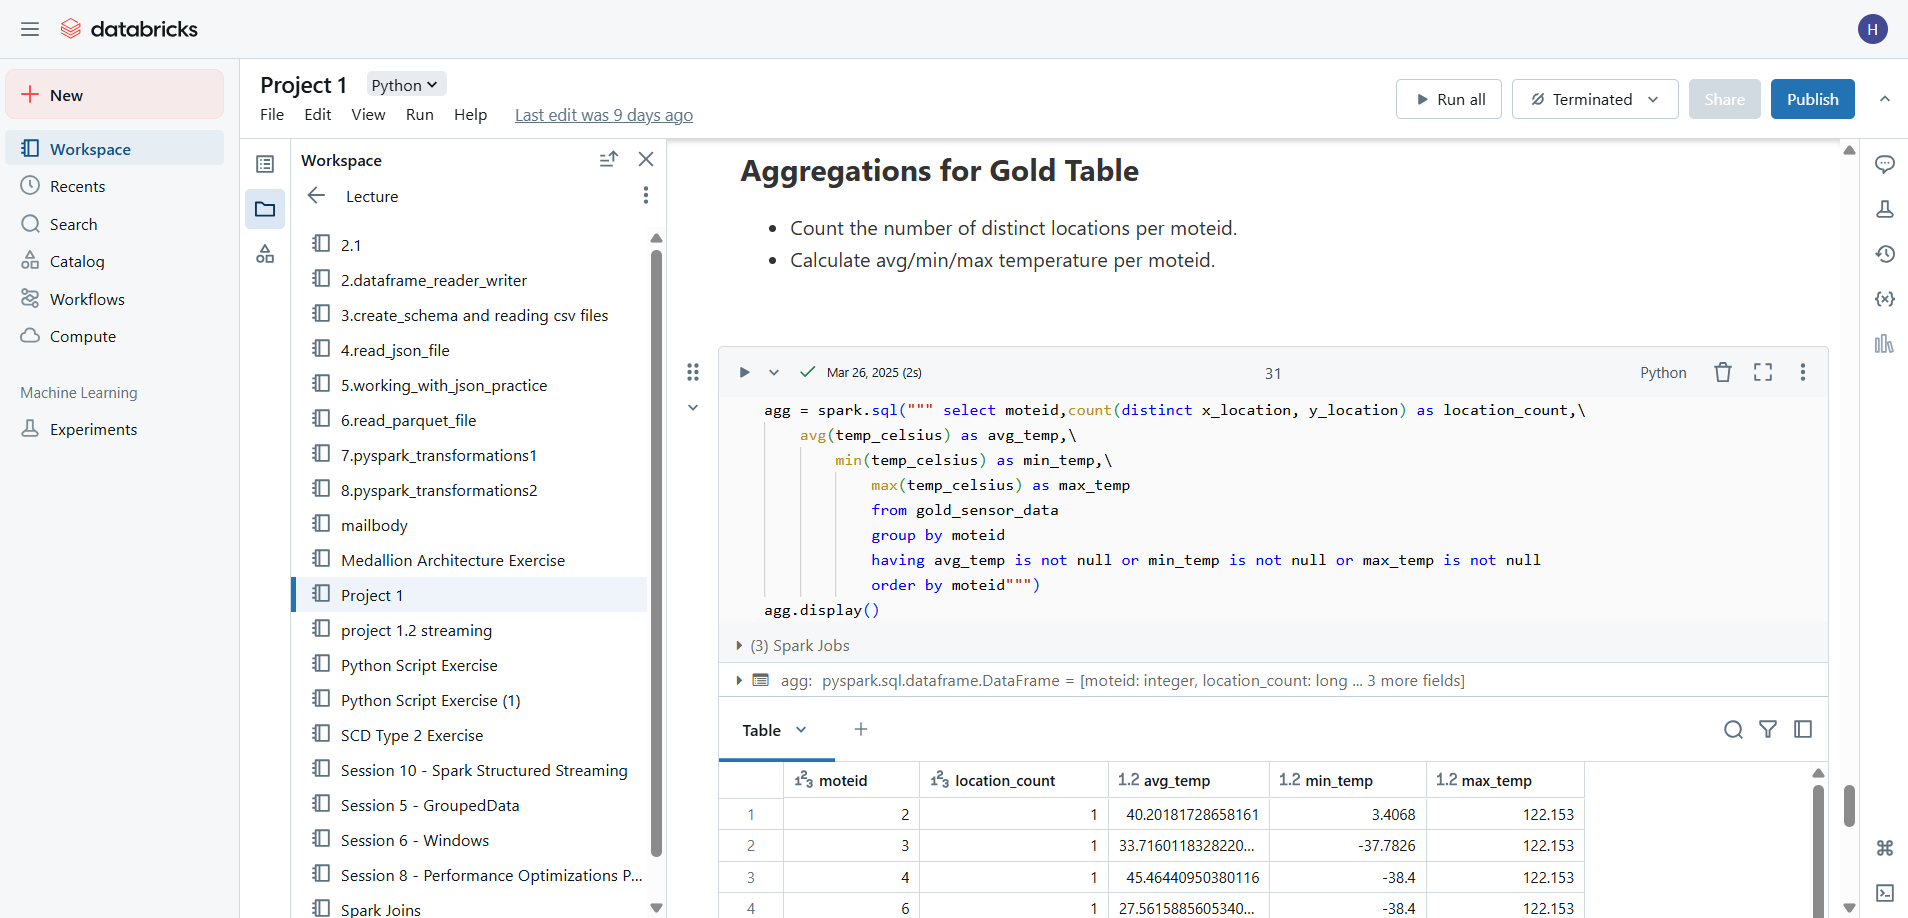 databricks
H
New
Workspace
Recents
Search
Catalog
Workflows
Compute
Machine Learning
Experiments
Project 1
Python
File Edit View Run Help Last edit was 9 days ago
Run all
Terminated
Share
Publish
Workspace
Lecture
2.1
2.dataframe_reader_writer
3.create_schema and reading csv files
4.read_json_file
5.working_with_json_practice
6.read_parquet_file
7.pyspark_transformations1
8.pyspark_transformations2
mailbody
Medallion Architecture Exercise
Project 1
project 1.2 streaming
Python Script Exercise
Python Script Exercise (1)
SCD Type 2 Exercise
Session 10 - Spark Structured Streaming
Session 5 - GroupedData
Session 6 - Windows
Session 8 - Performance Optimizations P...
Spark Joins
Aggregations for Gold Table
• Count the number of distinct locations per moteid.
• Calculate avg/min/max temperature per moteid.
Mar 26, 2025 (2s)
31
Python
agg = spark.sql(""" select moteid,count(distinct x_location, y_location) as location_count,\
avg(temp_celsius) as avg_temp,\
min(temp_celsius) as min_temp,\
max(temp_celsius) as max_temp
from gold_sensor_data
group by moteid
having avg_temp is not null or min_temp is not null or max_temp is not null
order by moteid""")
agg.display()
(3) Spark Jobs
agg: pyspark.sql.dataframe.DataFrame = [moteid: integer, location_count: long ... 3 more fields]
Table
123 moteid 123 location_count 1.2 avg_temp 1.2 min_temp 1.2 max_temp
1 2 1 40.20181728658161 3.4068 122.153
2 3 1 33.7160118328220... -37.7826 122.153
3 4 1 45.46440950380116 -38.4 122.153
4 6 1 27.5615885605340... -38.4 122.153